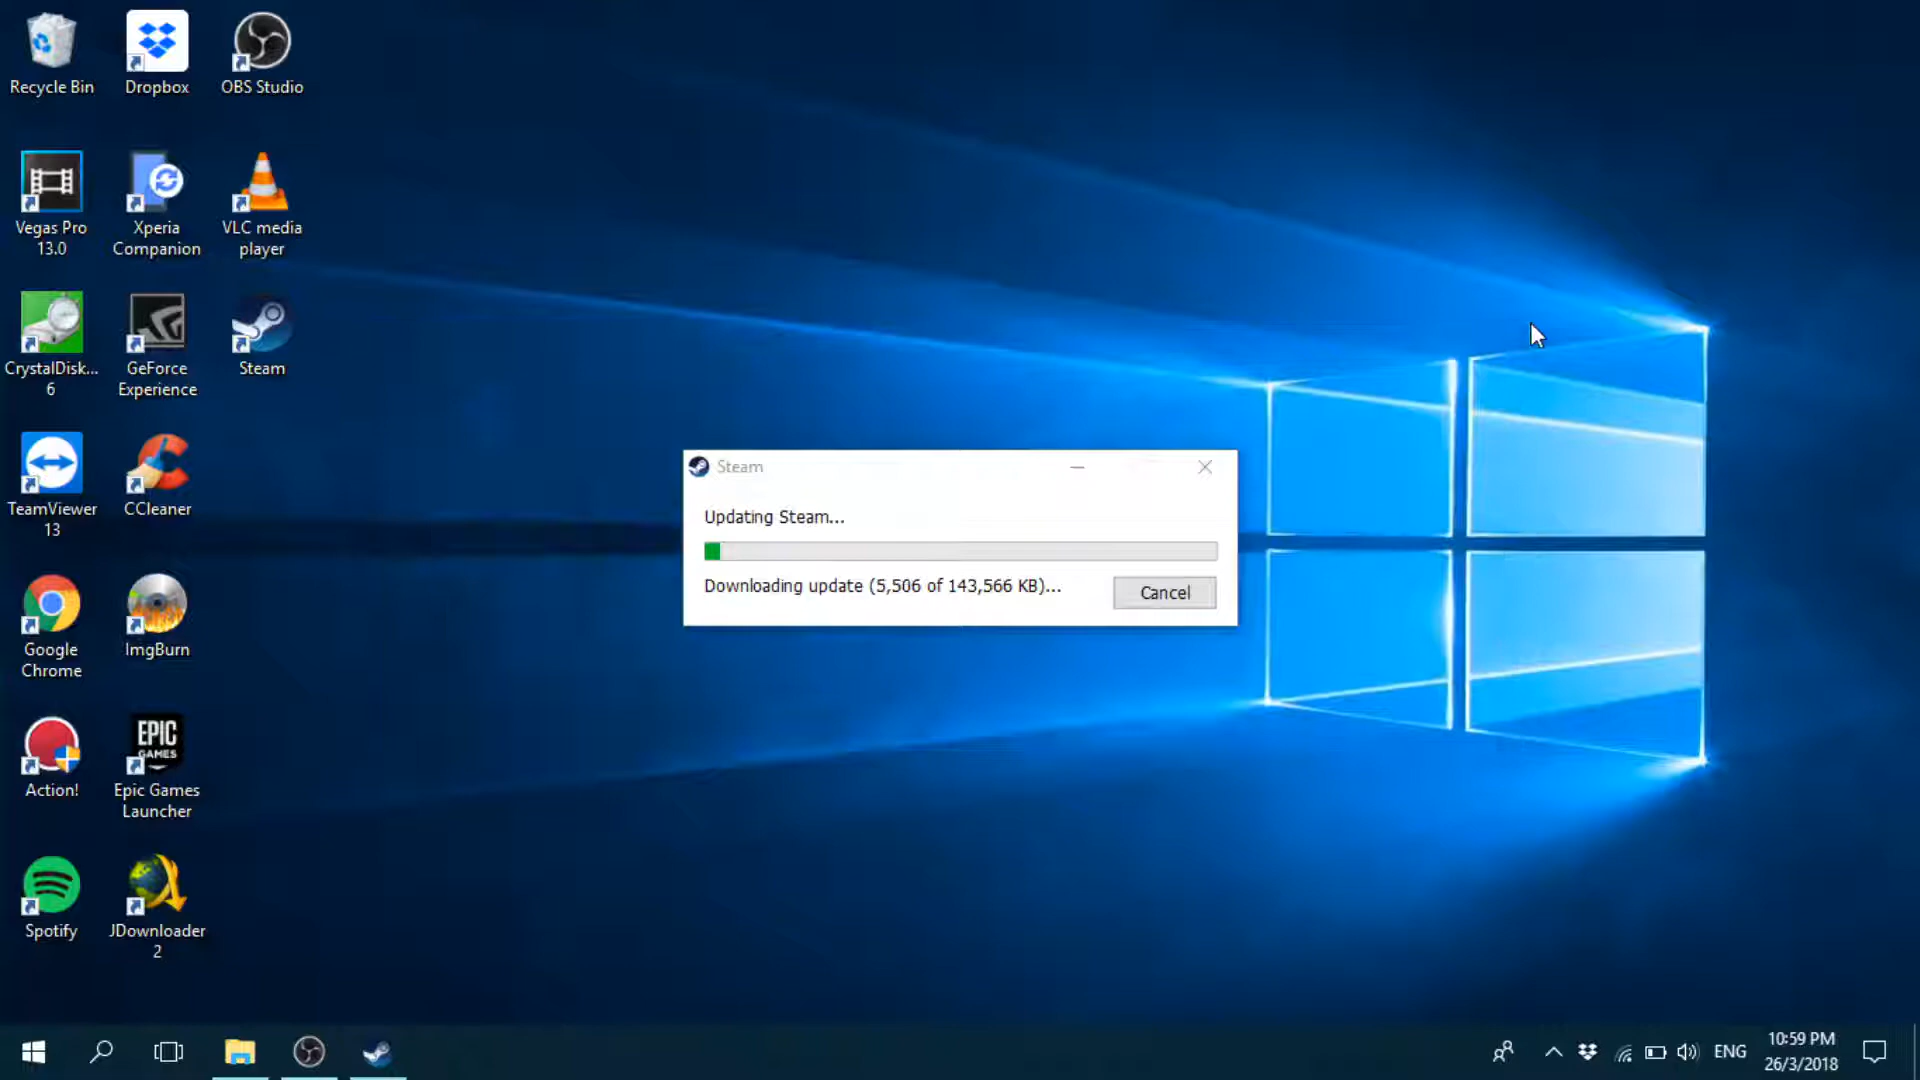 Recycle Bin
Dropbox
OBS Studio
Vegas Pro
13.0
Xperia
Companion
VLC media
player
CrystalDisk...
6
GeForce
Experience
Steam
TeamViewer
13
CCleaner
Google
Chrome
ImgBurn
Action!
EPIC
GAMES
Epic Games
Launcher
Spotify
JDownloader
2
Steam
Updating Steam...
Downloading update (5,506 of 143,566 KB)...
Cancel
ENG
10:59 PM
26/3/2018